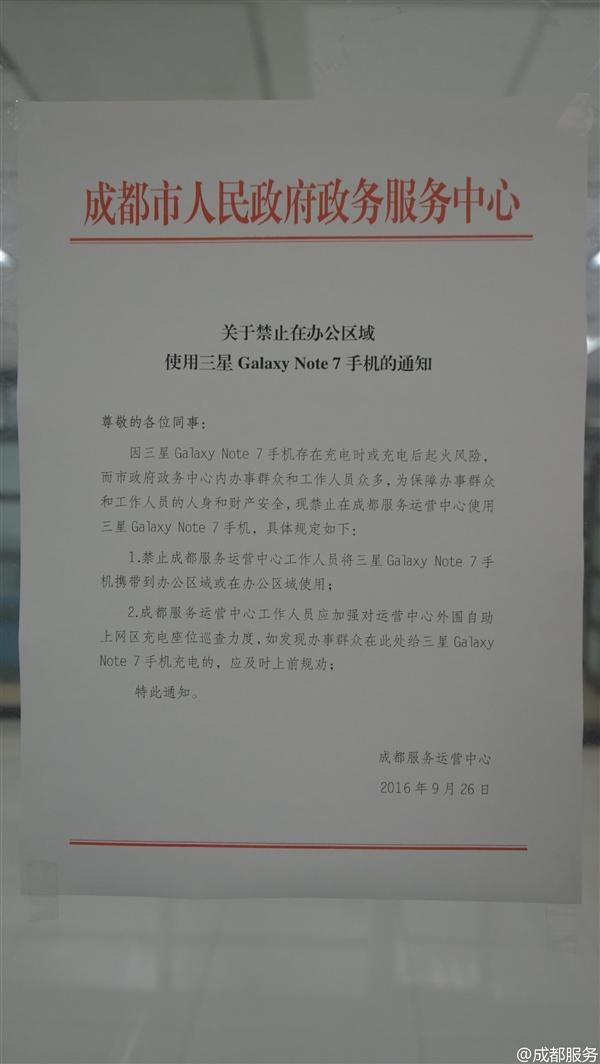 成都市人民政府政务服务中心
关于禁止在办公区域
使用三星 Galaxy Note 7 手机的通知
尊敬的各位同事：
因三星 Galaxy Note 7 手机存在充电时或充电后起火风险，
而市政府政务中心内办事群众和工作人员众多，为保障办事群众
和工作人员的人身和财产安全，现禁止在成都服务运营中心使用
三星 Galaxy Note 7 手机，具体规定如下：
1.禁止成都服务运营中心工作人员将三星 Galaxy Note 7 手
机携带到办公区域或在办公区域使用；
2.成都服务运营中心工作人员应加强对运营中心外围自助
上网区充电座位巡查力度，如发现办事群众在此处给三星 Galaxy
Note 7 手机充电的，应及时上前规劝；
特此通知。
成都服务运营中心
2016 年 9 月 26 日
@成都服务